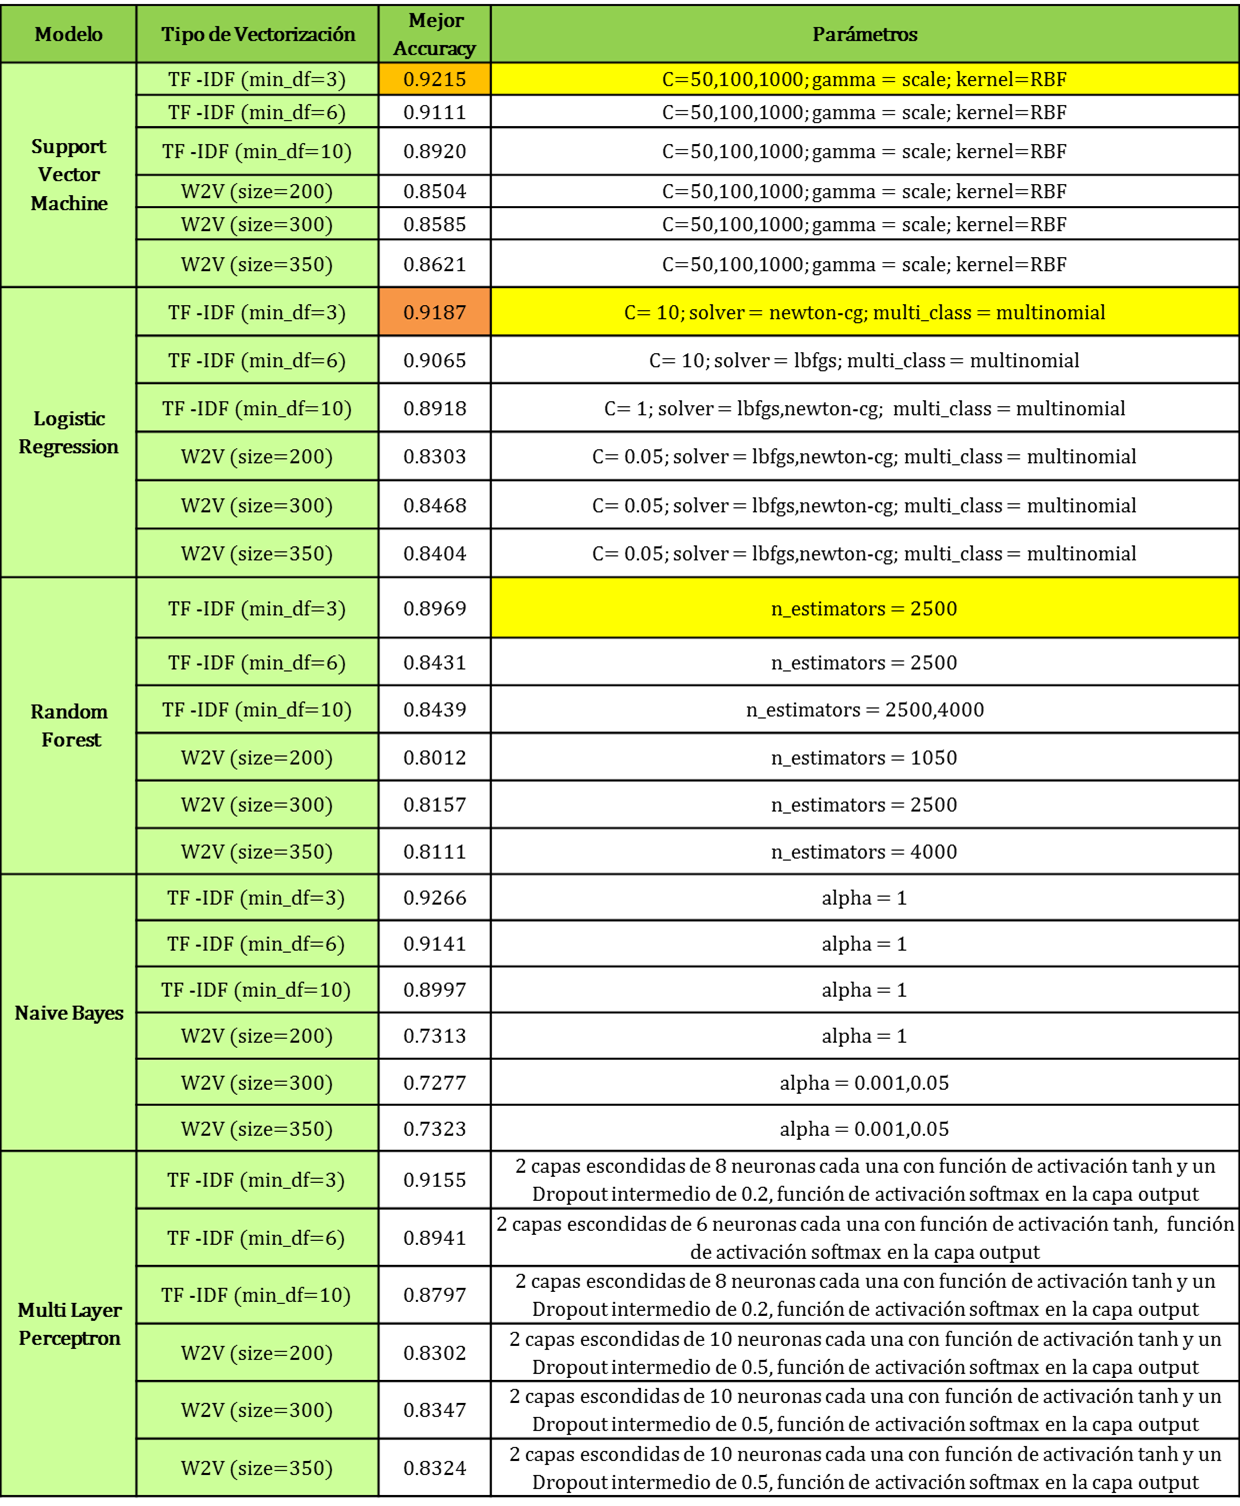 Modelo Tipo de Vectorización Mejor Accuracy Parámetros
Support Vector Machine
TF -IDF (min_df=3) 0.9215 C=50,100,1000; gamma = scale; kernel=RBF
TF -IDF (min_df=6) 0.9111 C=50,100,1000; gamma = scale; kernel=RBF
TF -IDF (min_df=10) 0.8920 C=50,100,1000; gamma = scale; kernel=RBF
W2V (size=200) 0.8504 C=50,100,1000; gamma = scale; kernel=RBF
W2V (size=300) 0.8585 C=50,100,1000; gamma = scale; kernel=RBF
W2V (size=350) 0.8621 C=50,100,1000; gamma = scale; kernel=RBF
Logistic Regression
TF -IDF (min_df=3) 0.9187 C= 10; solver = newton-cg; multi_class = multinomial
TF -IDF (min_df=6) 0.9065 C= 10; solver = lbfgs; multi_class = multinomial
TF -IDF (min_df=10) 0.8918 C= 1; solver = lbfgs,newton-cg; multi_class = multinomial
W2V (size=200) 0.8303 C= 0.05; solver = lbfgs,newton-cg; multi_class = multinomial
W2V (size=300) 0.8468 C= 0.05; solver = lbfgs,newton-cg; multi_class = multinomial
W2V (size=350) 0.8404 C= 0.05; solver = lbfgs,newton-cg; multi_class = multinomial
Random Forest
TF -IDF (min_df=3) 0.8969 n_estimators = 2500
TF -IDF (min_df=6) 0.8431 n_estimators = 2500
TF -IDF (min_df=10) 0.8439 n_estimators = 2500,4000
W2V (size=200) 0.8012 n_estimators = 1050
W2V (size=300) 0.8157 n_estimators = 2500
W2V (size=350) 0.8111 n_estimators = 4000
Naive Bayes
TF -IDF (min_df=3) 0.9266 alpha = 1
TF -IDF (min_df=6) 0.9141 alpha = 1
TF -IDF (min_df=10) 0.8997 alpha = 1
W2V (size=200) 0.7313 alpha = 1
W2V (size=300) 0.7277 alpha = 0.001,0.05
W2V (size=350) 0.7323 alpha = 0.001,0.05
Multi Layer Perceptron
TF -IDF (min_df=3) 0.9155 2 capas escondidas de 8 neuronas cada una con función de activación tanh y un
Dropout intermedio de 0.2, función de activación softmax en la capa output
TF -IDF (min_df=6) 0.8941 2 capas escondidas de 6 neuronas cada una con función de activación tanh, función
de activación softmax en la capa output
TF -IDF (min_df=10) 0.8797 2 capas escondidas de 8 neuronas cada una con función de activación tanh y un
Dropout intermedio de 0.2, función de activación softmax en la capa output
W2V (size=200) 0.8302 2 capas escondidas de 10 neuronas cada una con función de activación tanh y un
Dropout intermedio de 0.5, función de activación softmax en la capa output
W2V (size=300) 0.8347 2 capas escondidas de 10 neuronas cada una con función de activación tanh y un
Dropout intermedio de 0.5, función de activación softmax en la capa output
W2V (size=350) 0.8324 2 capas escondidas de 10 neuronas cada una con función de activación tanh y un
Dropout intermedio de 0.5, función de activación softmax en la capa output